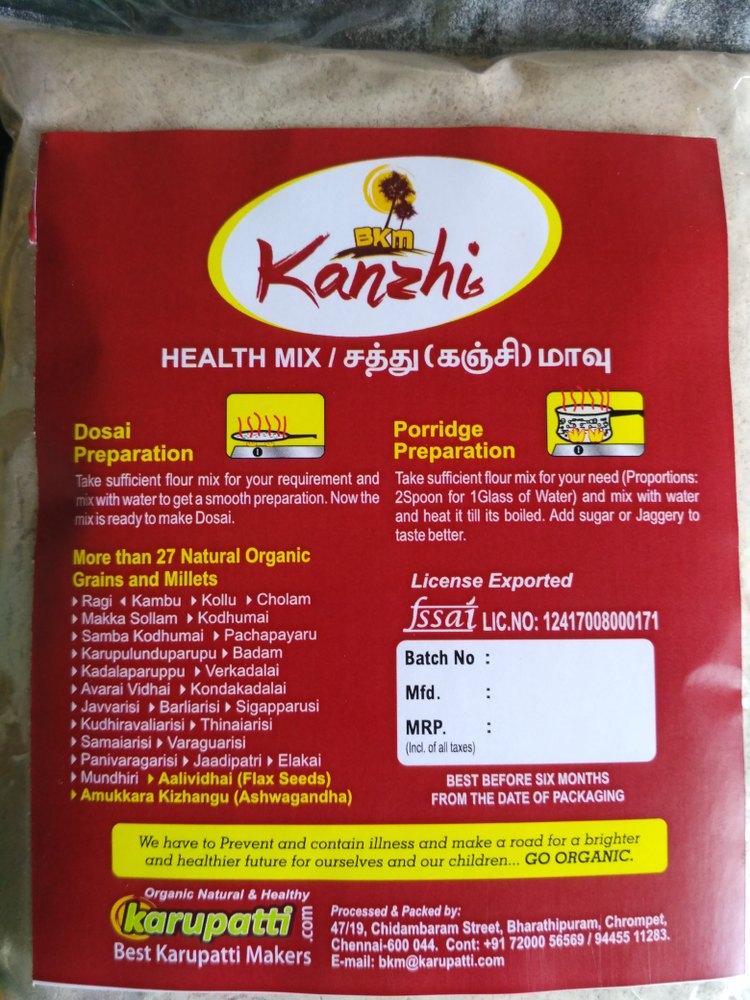 BKM
Kanzhi
HEALTH MIX / சத்து (கஞ்சி) மாவு
Dosai
Preparation
Take sufficient flour mix for your requirement and
mix with water to get a smooth preparation. Now the
mix is ready to make Dosai.
Porridge
Preparation
Take sufficient flour mix for your need (Proportions:
2Spoon for 1Glass of Water) and mix with water
and heat it till its boiled. Add sugar or Jaggery to
taste better.
More than 27 Natural Organic
Grains and Millets
Ragi Kambu Kollu Cholam
Makka Sollam Kodhumai
Samba Kodhumai Pachapayaru
Karupulunduparupu Badam
Kadalaparuppu Verkadalai
Avarai Vidhai Kondakadalai
Javvarisi Barliarisi Sigapparusi
Kudhiravaliarisi Thinaiarisi
Samaiarisi Varaguarisi
Panivaragarisi Jaadipatri Elakai
Mundhiri Aalividhai (Flax Seeds)
Amukkara Kizhangu (Ashwagandha)
License Exported
fssai LIC.NO: 12417008000171
Batch No :
Mfd. :
MRP. :
(Incl. of all taxes)
BEST BEFORE SIX MONTHS
FROM THE DATE OF PACKAGING
We have to Prevent and contain illness and make a road for a brighter
and healthier future for ourselves and our children... GO ORGANIC.
Organic Natural & Healthy
karupatti.com
Best Karupatti Makers
Processed & Packed by:
47/19, Chidambaram Street, Bharathipuram, Chrompet,
Chennai-600 044. Cont: +91 72000 56569 / 94455 11283.
E-mail: bkm@karupatti.com